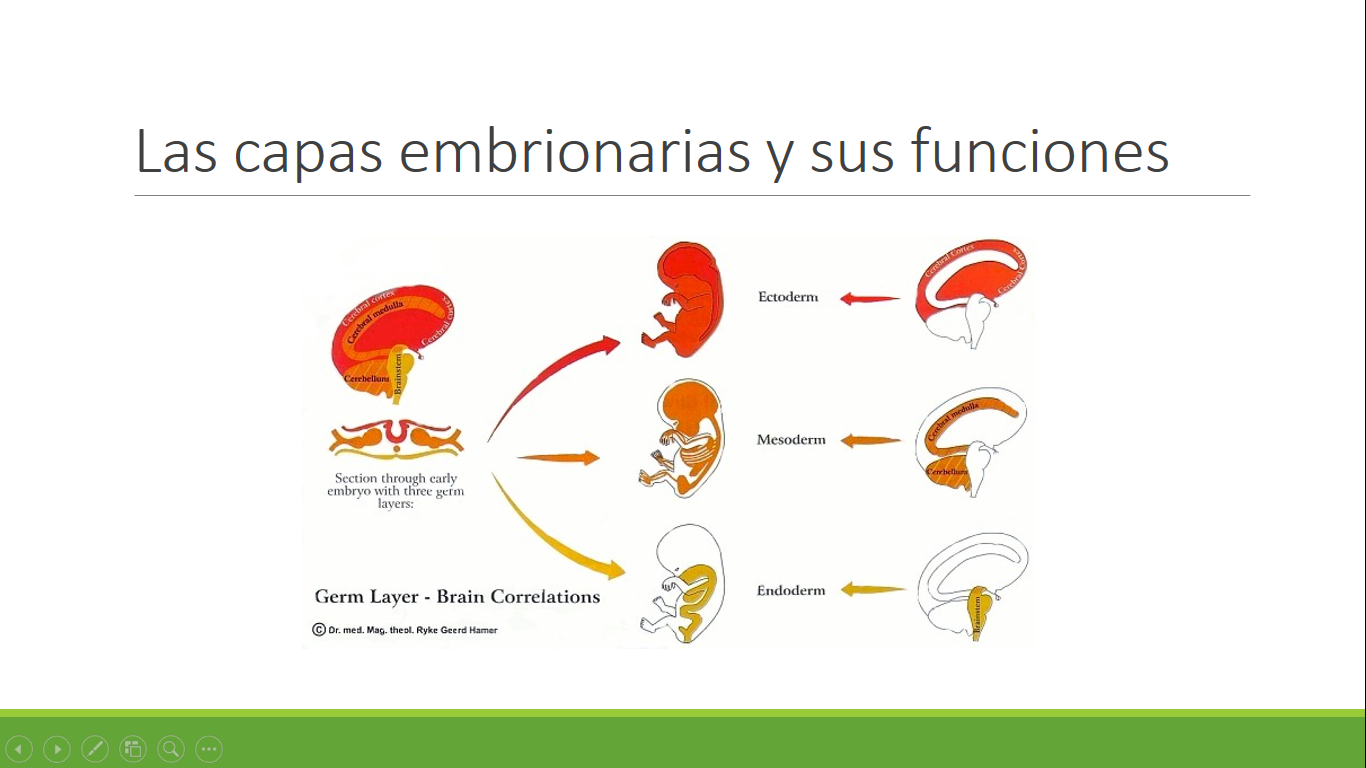 Las capas embrionarias y sus funciones
Cerebral cortex
Cerebral medulla
Cerebral cortex
Cerebellum
Brainstem
Section through early
embryo with three germ
layers:
Germ Layer - Brain Correlations
© Dr. med. Mag. theol. Ryke Geerd Hamer
Ectoderm
Cerebral Cortex
Cerebral Cortex
Mesoderm
Cerebral medulla
Cerebellum
Endoderm
Brainstem